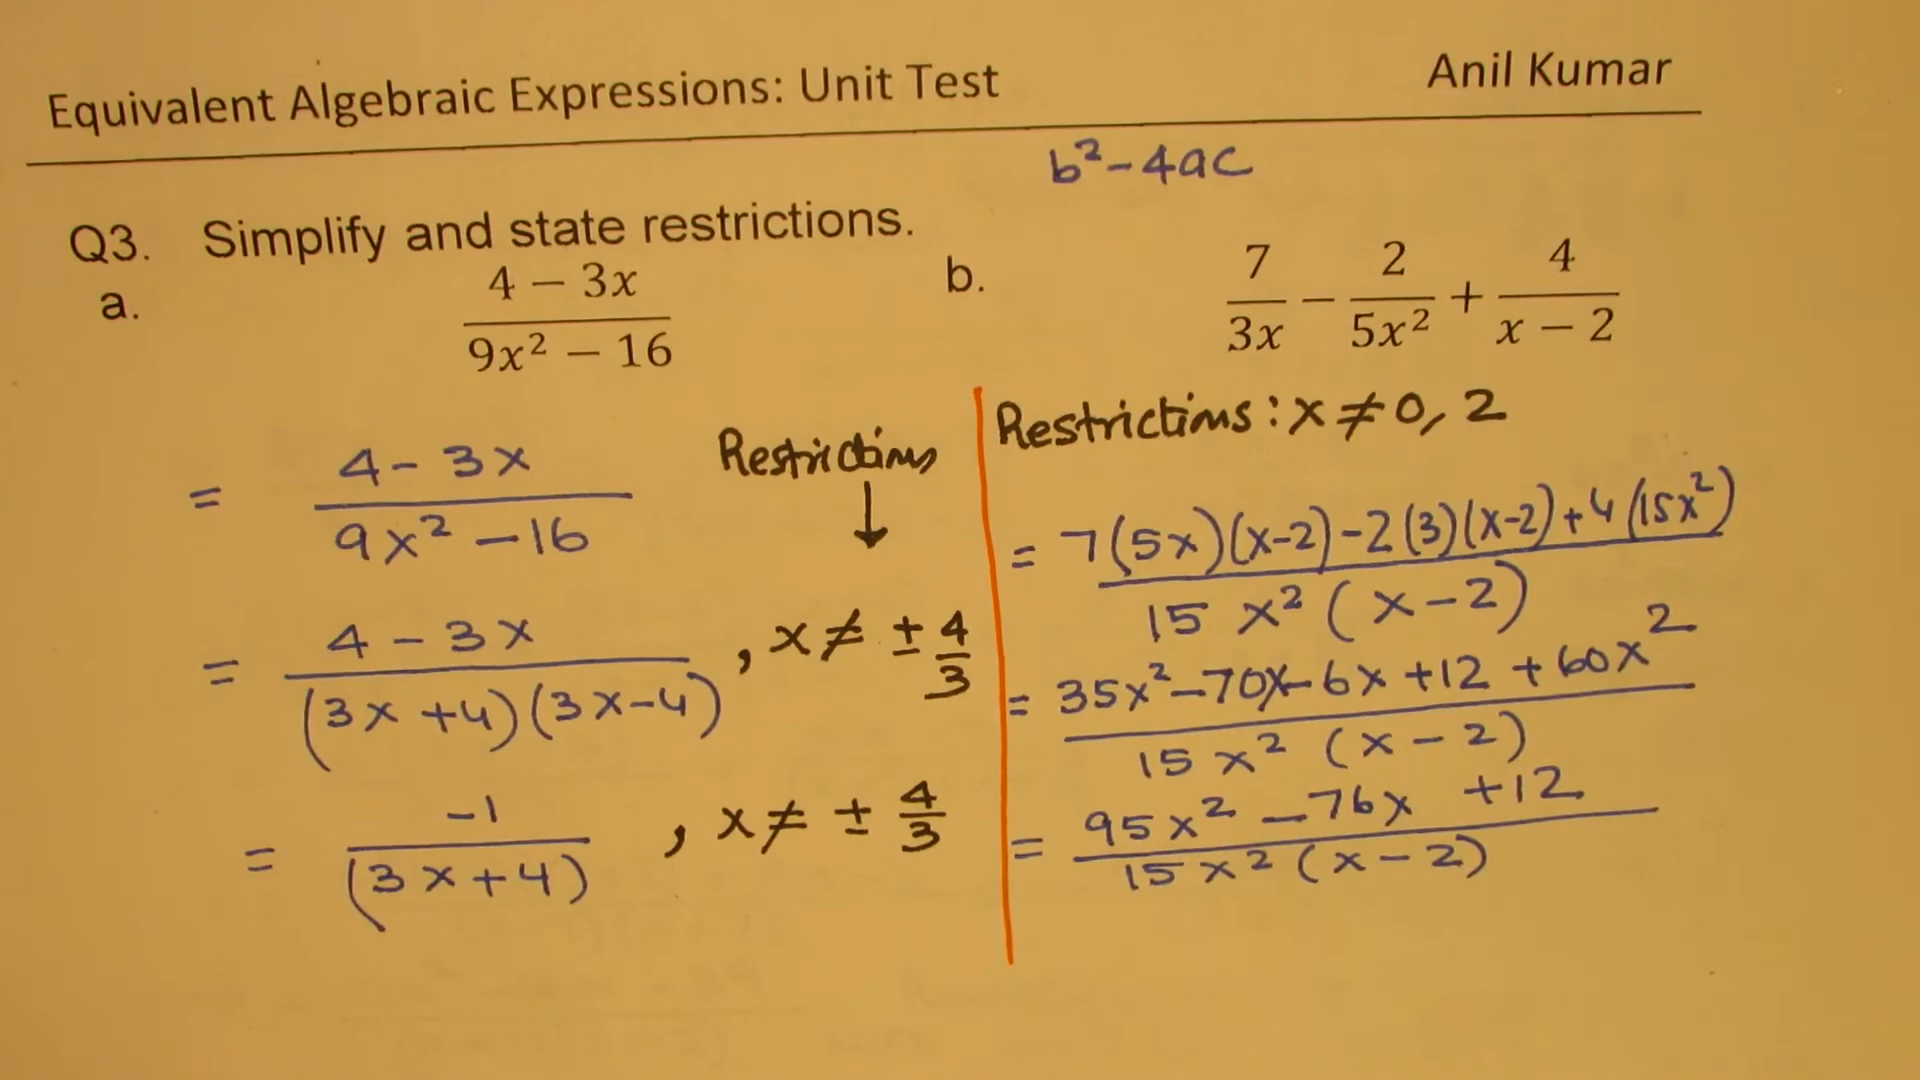 Equivalent Algebraic Expressions: Unit Test
Anil Kumar
b² - 4ac
Q3. Simplify and state restrictions.
a.
4 − 3x
9x² − 16
= 4 - 3x
9x² - 16
Restrictions
↓
= 4 - 3x
(3x + 4)(3x - 4)
, x ≠ ± 4/3
= -1
(3x + 4)
, x ≠ ± 4/3
b.
7/3x − 2/5x² + 4/x − 2
Restrictions : x ≠ 0, 2
= 7(5x)(x-2) - 2(3)(x-2) + 4(15x²)
15x² (x - 2)
= 35x² - 70x - 6x + 12 + 60x²
15x² (x - 2)
= 95x² - 76x + 12
15x² (x - 2)